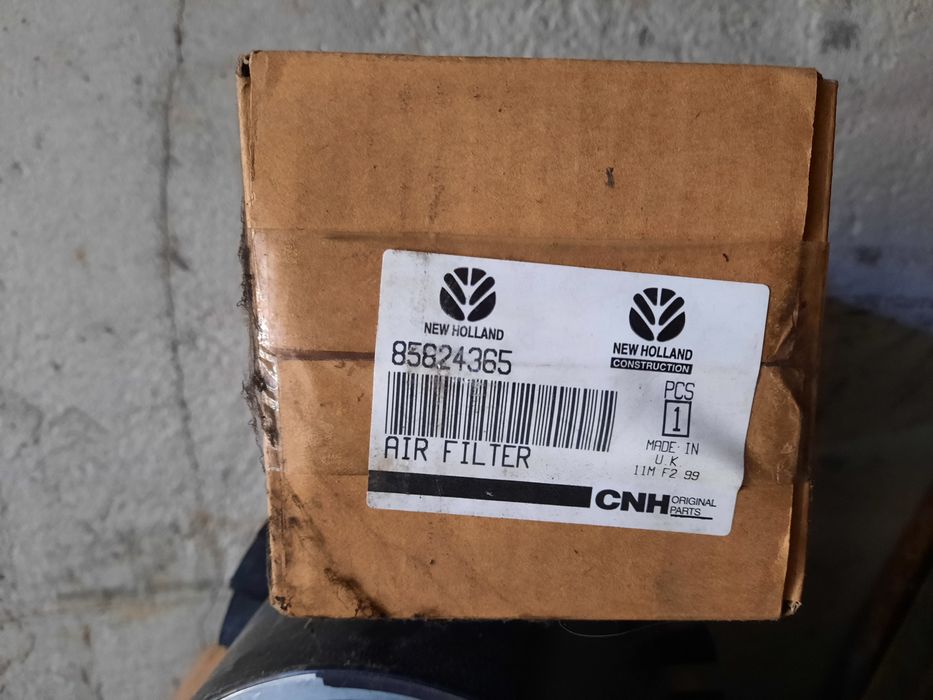 NEW HOLLAND
85824365
AIR FILTER
NEW HOLLAND
CONSTRUCTION
PCS
1
MADE IN
U.K.
11M F2 99
CNH ORIGINAL
PARTS